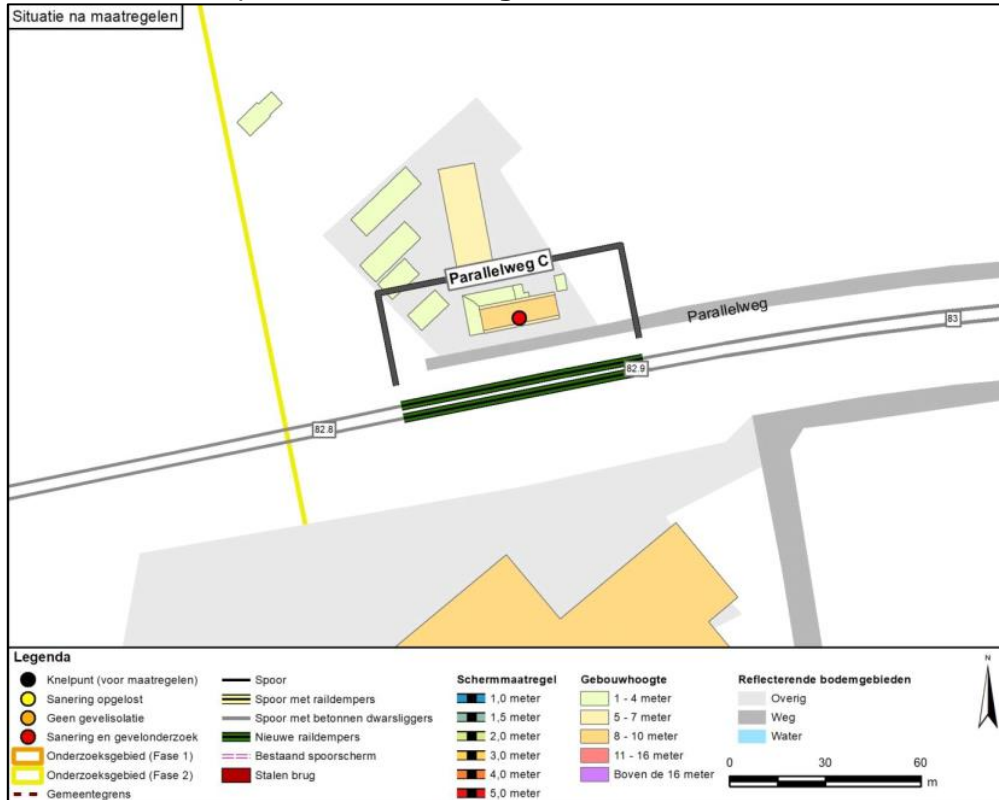 Situatie na maatregelen
Parallelweg C
Parallelweg
83
82.9
82.8
Legenda
Knelpunt (voor maatregelen)
Sanering opgelost
Geen gevelisolatie
Sanering en gevelonderzoek
Onderzoeksgebied (Fase 1)
Onderzoeksgebied (Fase 2)
Gemeentegrens
Spoor
Spoor met raildempers
Spoor met betonnen dwarsliggers
Nieuwe raildempers
Bestaand spoorscherm
Stalen brug
Schermmaatregel
1,0 meter
1,5 meter
2,0 meter
3,0 meter
4,0 meter
5,0 meter
Gebouwhoogte
1 - 4 meter
5 - 7 meter
8 - 10 meter
11 - 16 meter
Boven de 16 meter
Reflecterende bodemgebieden
Overig
Weg
Water
N
0 30 60
m